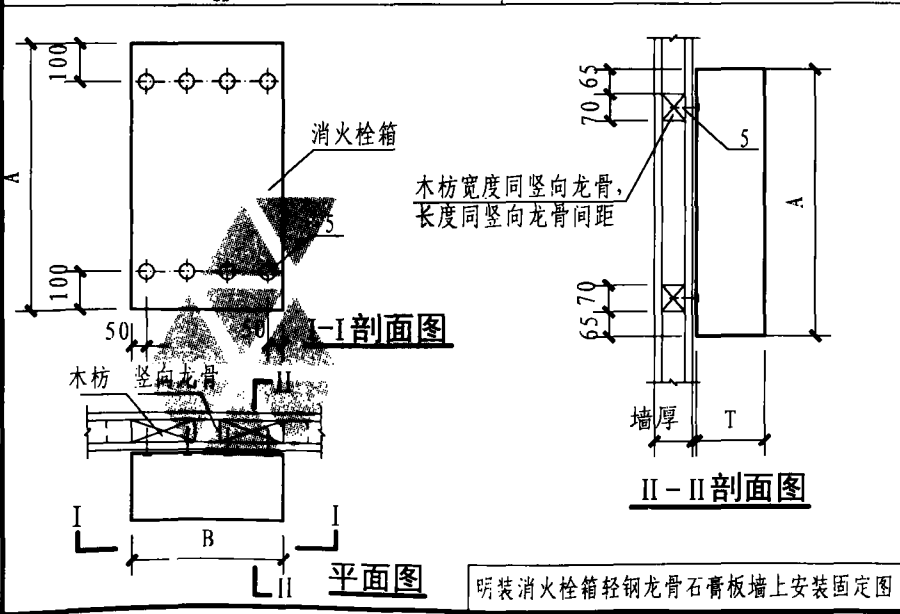 100
A
消火栓箱
5
100
50
50
I-I剖面图
65
70
5
木枋宽度同竖向龙骨,
长度同竖向龙骨间距
A
70
65
墙厚
T
II-II剖面图
木枋
竖向龙骨
II
I
I
B
II
平面图
明装消火栓箱轻钢龙骨石膏板墙上安装固定图